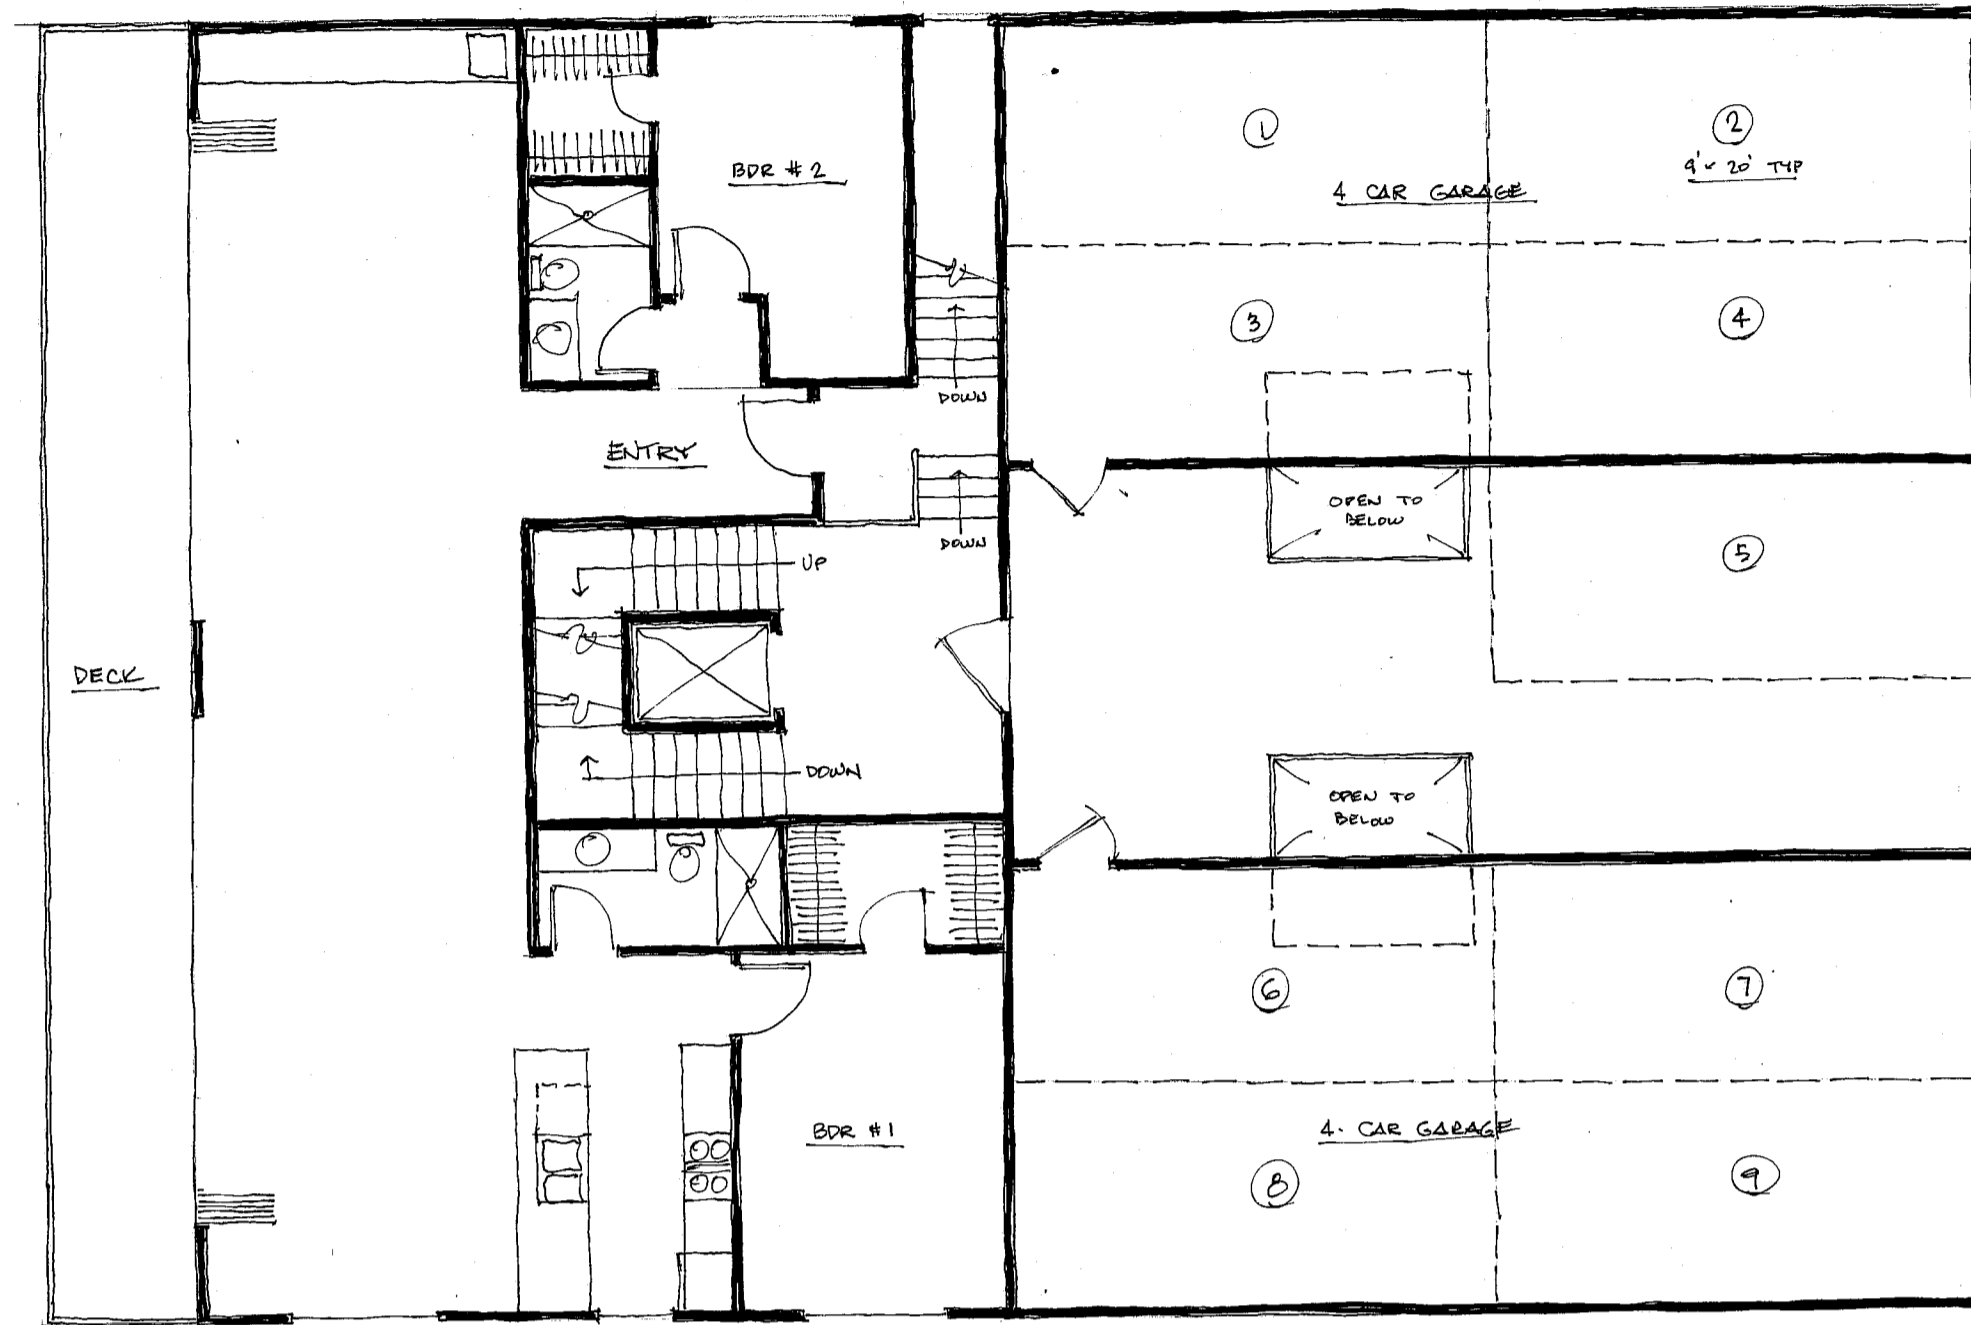 BDR # 2
1
2
9' x 20' TYP
4 CAR GARAGE
3
4
DOWN
ENTRY
OPEN TO
BELOW
DOWN
5
UP
DECK
DOWN
OPEN TO
BELOW
6
7
BDR #1
4. CAR GARAGE
8
9